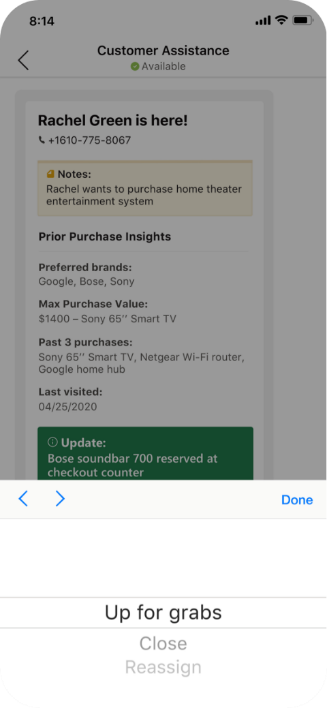 8:14
Customer Assistance
Available
Rachel Green is here!
+1610-775-8067
Notes:
Rachel wants to purchase home theater
entertainment system
Prior Purchase Insights
Preferred brands:
Google, Bose, Sony
Max Purchase Value:
$1400 – Sony 65'' Smart TV
Past 3 purchases:
Sony 65'' Smart TV, Netgear Wi-Fi router,
Google home hub
Last visited:
04/25/2020
Update:
Bose soundbar 700 reserved at
checkout counter
Done
Up for grabs
Close
Reassign